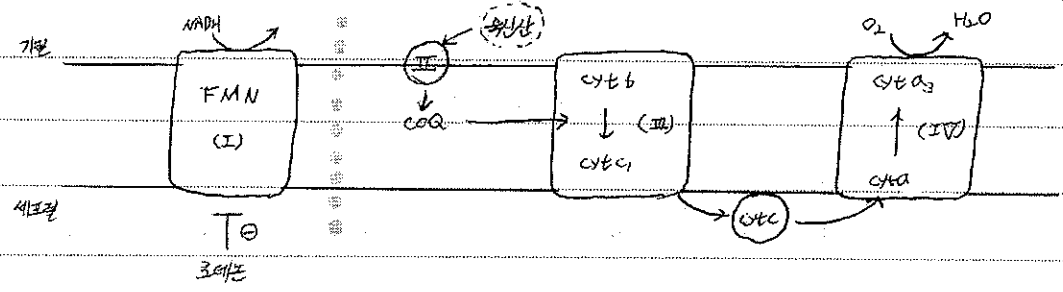 NADH
숙신산
O₂ H₂O
기질
II
FMN
cyt b
cyt a₃
COQ
(I)
(III)
(IV)
cyt c₁
cyt a
세포질
cyt c
⊖
로테논